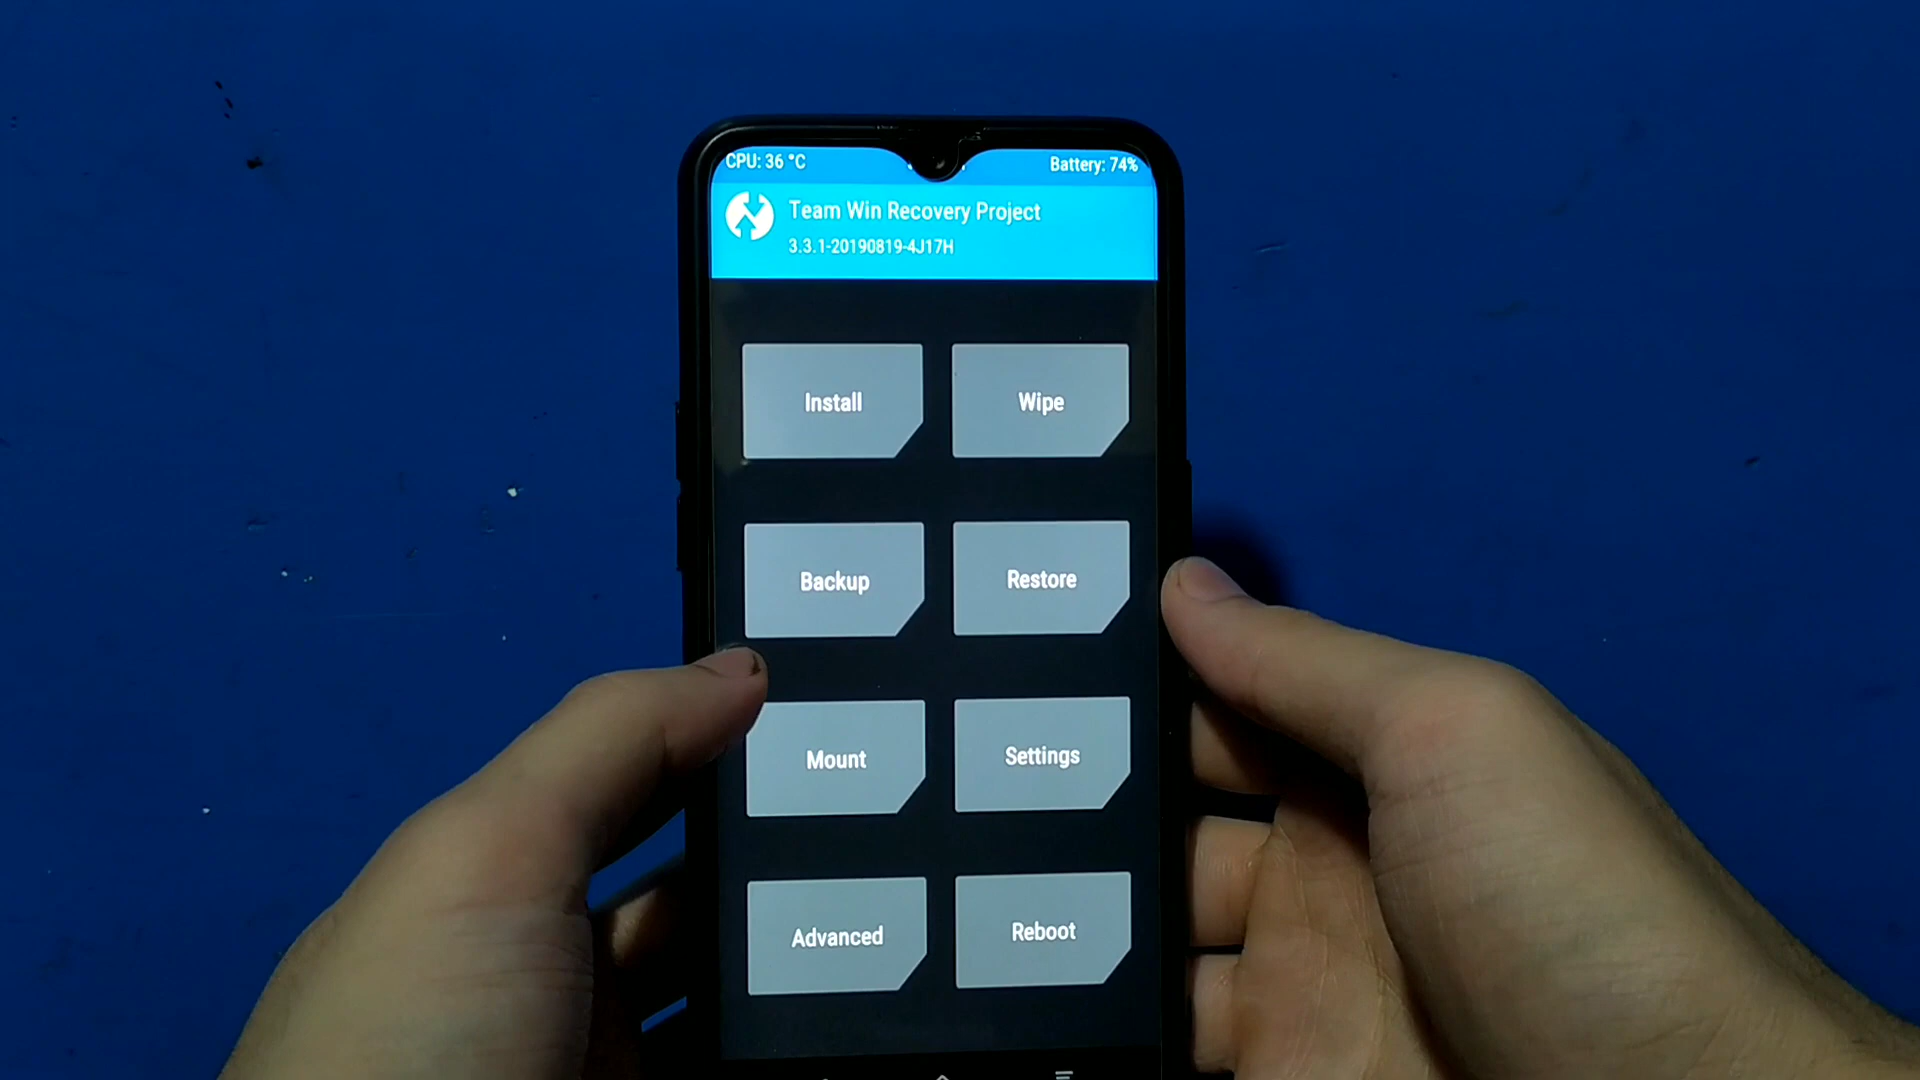 CPU: 36 °C
Battery: 74%
Team Win Recovery Project
3.3.1-20190819-4J17H
Install
Wipe
Backup
Restore
Mount
Settings
Advanced
Reboot